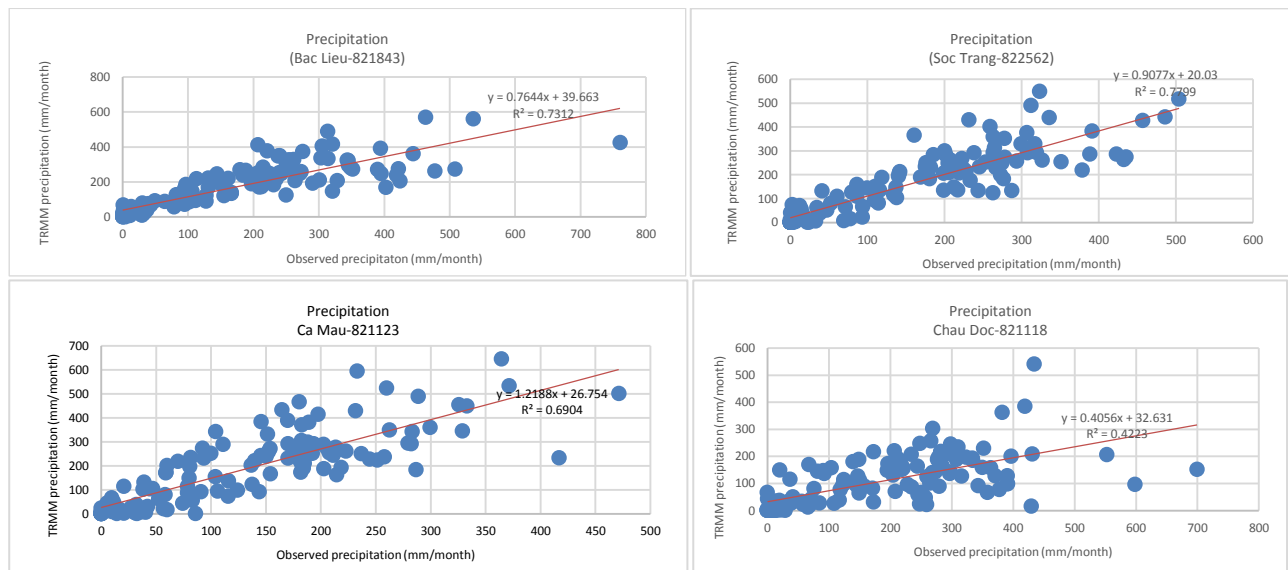 Precipitation
(Bac Lieu-821843)
TRMM precipitation (mm/month)
800
600
400
200
0
y = 0.7644x + 39.663
R² = 0.7312
0 100 200 300 400 500 600 700 800
Observed precipitaton (mm/month)
Precipitation
(Soc Trang-822562)
TRMM precipitation (mm/month)
600
500
400
300
200
100
0
y = 0.9077x + 20.03
R² = 0.7799
0 100 200 300 400 500 600
Observed precipitation (mm/month)
Precipitation
Ca Mau-821123
TRMM precipitation (mm/month)
700
600
500
400
300
200
100
0
y = 1.2188x + 26.754
R² = 0.6904
0 50 100 150 200 250 300 350 400 450 500
Observed precipitation (mm/month)
Precipitation
Chau Doc-821118
TRMM precipitation (mm/month)
600
500
400
300
200
100
0
y = 0.4056x + 32.631
R² = 0.4223
0 100 200 300 400 500 600 700 800
Observed precipitation (mm/month)